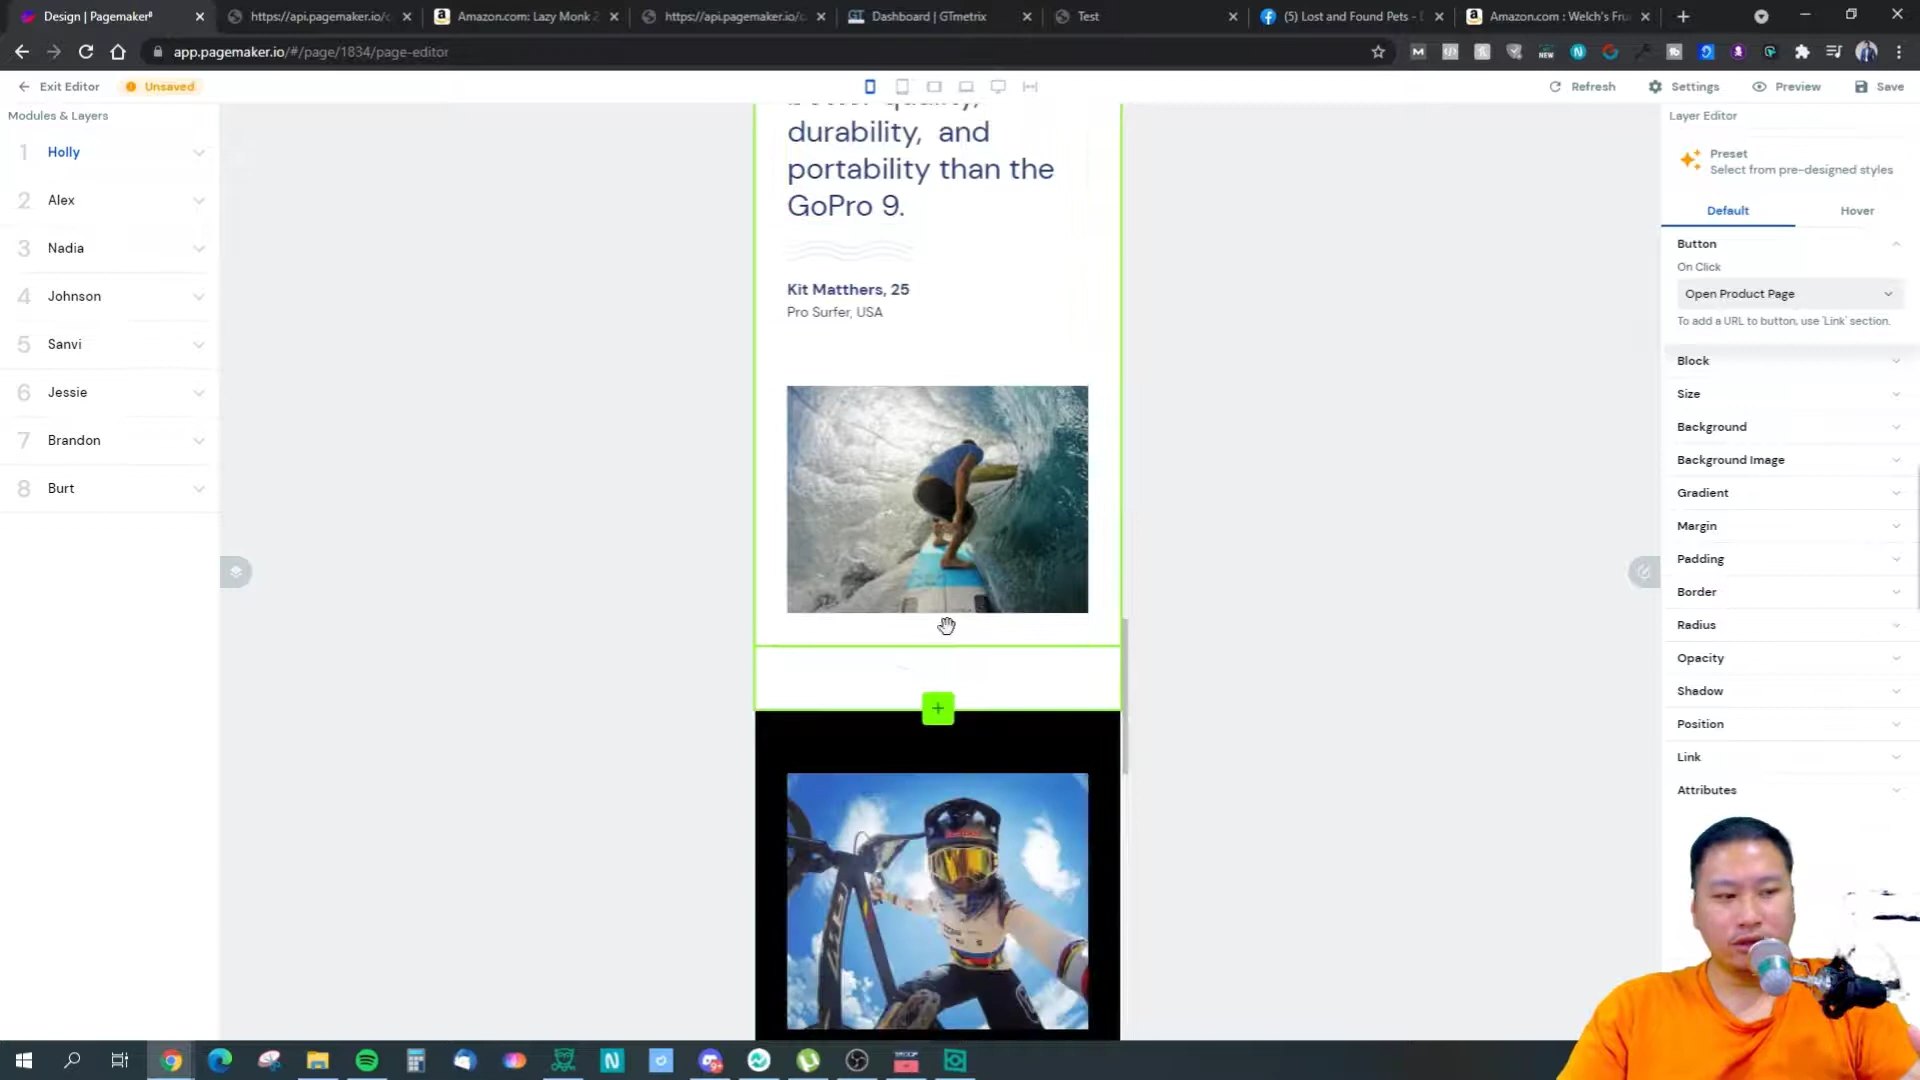 Design | Pagemaker
https://api.pagemaker.io/c
Amazon.com: Lazy Monk 2
https://api.pagemaker.io/c
Dashboard | GTmetrix
Test
(5) Lost and Found Pets -
Amazon.com : Welch's Fru
app.pagemaker.io/#/page/1834/page-editor
Exit Editor
Unsaved
Refresh
Settings
Preview
Save
Modules & Layers
1 Holly
2 Alex
3 Nadia
4 Johnson
5 Sanvi
6 Jessie
7 Brandon
8 Burt
durability, and
portability than the
GoPro 9.
Kit Matthers, 25
Pro Surfer, USA
Layer Editor
Preset
Select from pre-designed styles
Default
Hover
Button
On Click
Open Product Page
To add a URL to button, use `Link` section.
Block
Size
Background
Background Image
Gradient
Margin
Padding
Border
Radius
Opacity
Shadow
Position
Link
Attributes